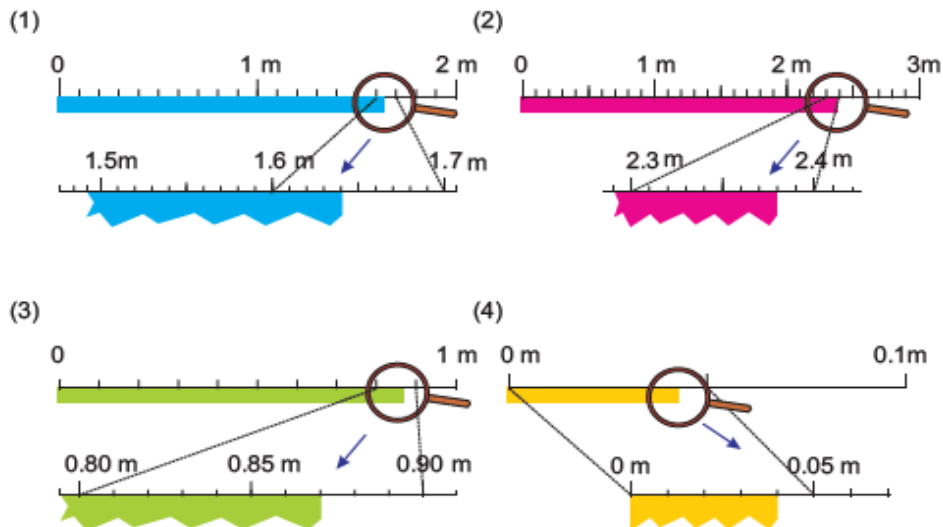 (1)
0 1 m 2 m
1.5m 1.6 m 1.7 m
(2)
0 1 m 2 m 3m
2.3 m 2.4 m
(3)
0 1 m
0.80 m 0.85 m 0.90 m
(4)
0 m 0.1m
0 m 0.05 m